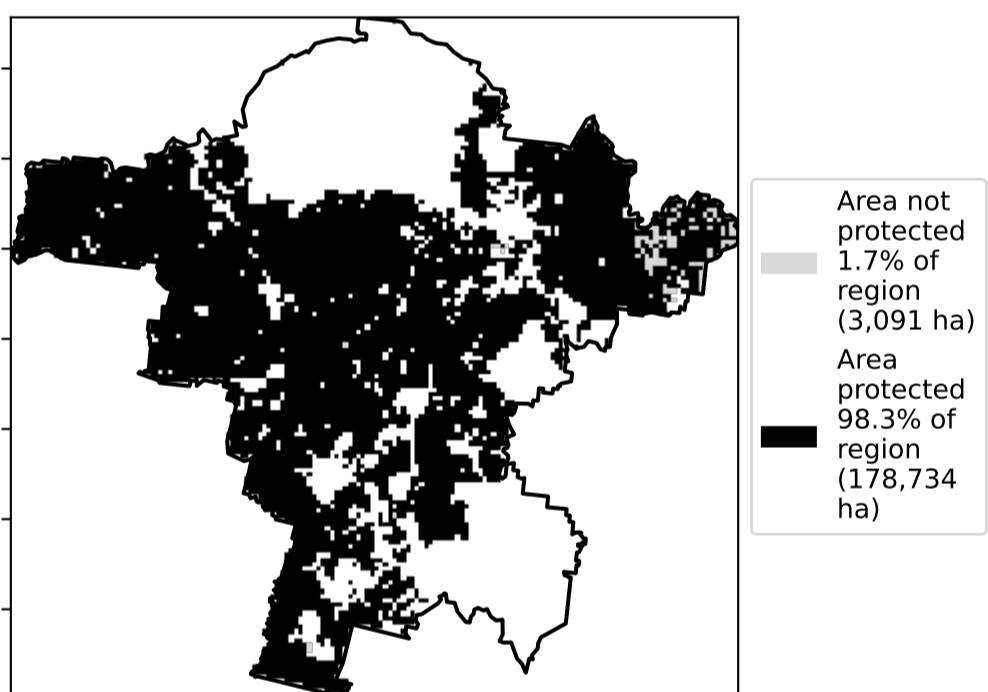 Area not
protected
1.7% of
region
(3,091 ha)
Area
protected
98.3% of
region
(178,734
ha)